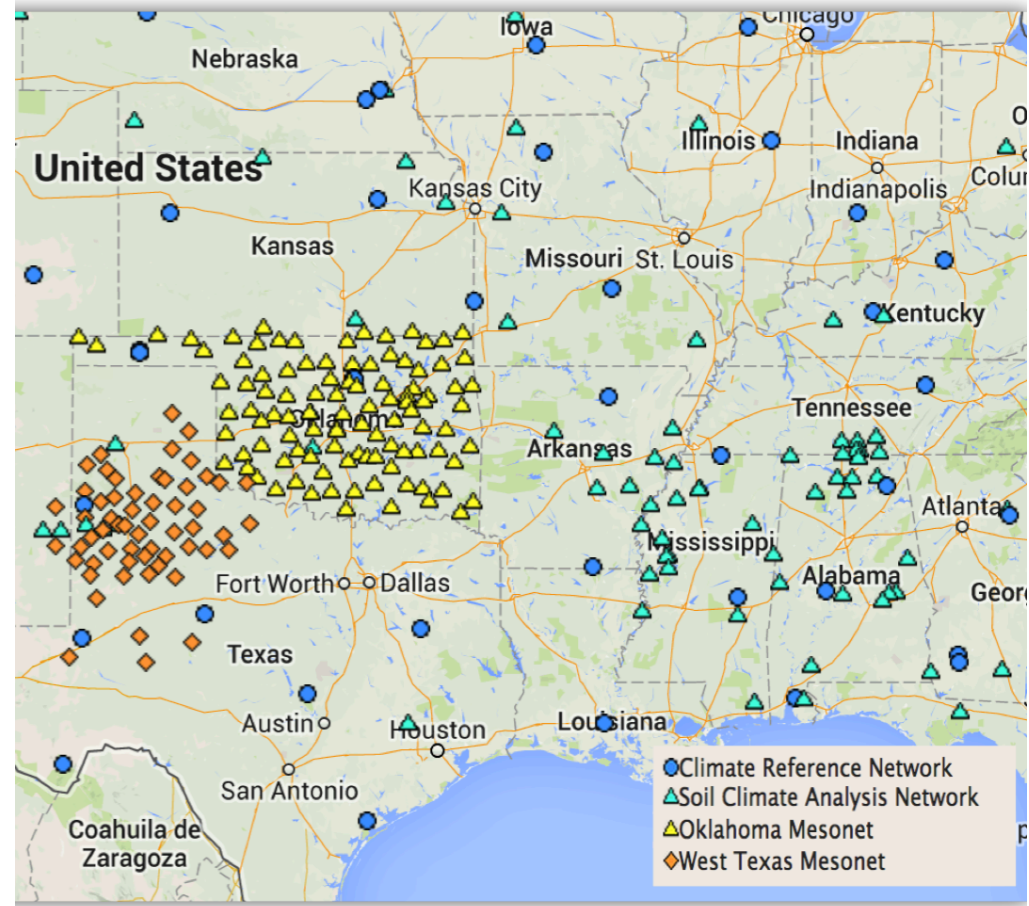 Chicago
Iowa
Nebraska
Illinois
Indiana
O
United States
Indianapolis
Colu
Kansas City
Kansas
Missouri
St. Louis
Kentucky
Tennessee
Oklahom
Arkansas
Atlanta
Mississippi
Fort Worth
Dallas
Alabama
Georg
Texas
Austin
Houston
Louisiana
San Antonio
Climate Reference Network
Soil Climate Analysis Network
Oklahoma Mesonet
West Texas Mesonet
Coahuila de
Zaragoza
p